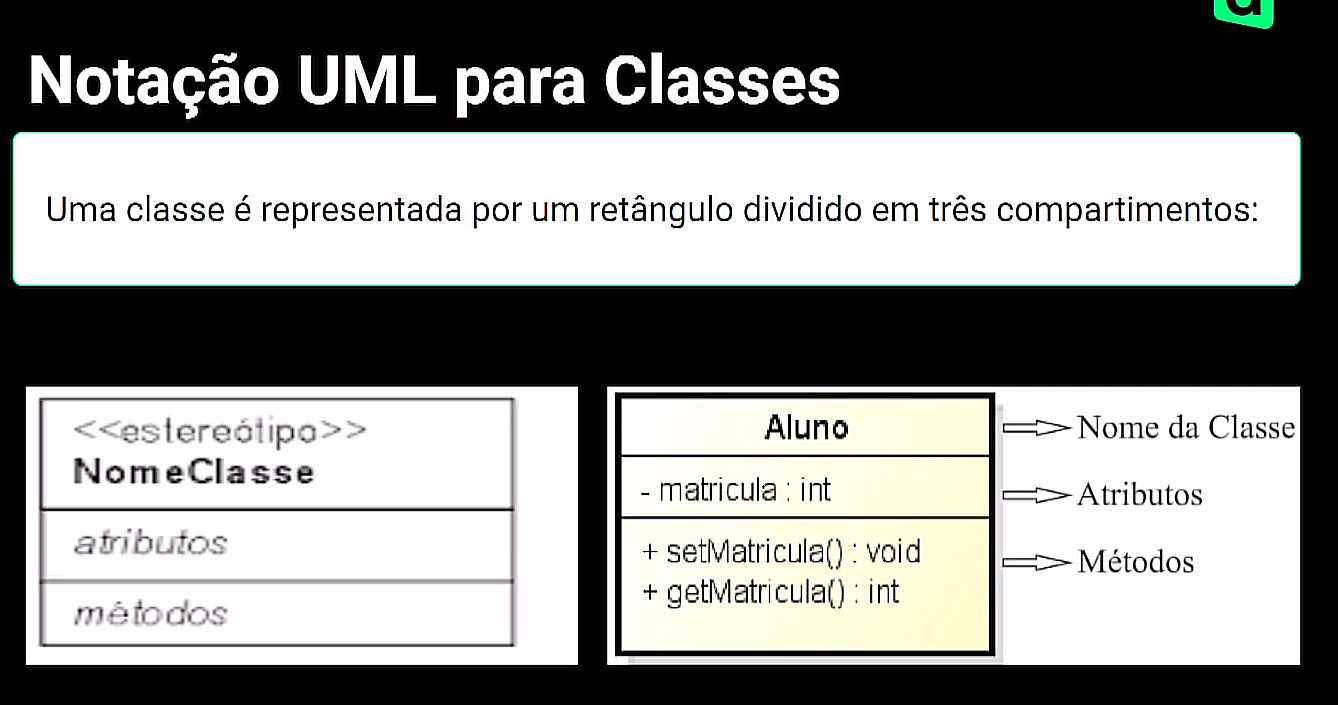 Notação UML para Classes
Uma classe é representada por um retângulo dividido em três compartimentos:
<<estereótipo>>
NomeClasse
atributos
métodos
Aluno
- matricula : int
+ setMatricula() : void
+ getMatricula() : int
Nome da Classe
Atributos
Métodos